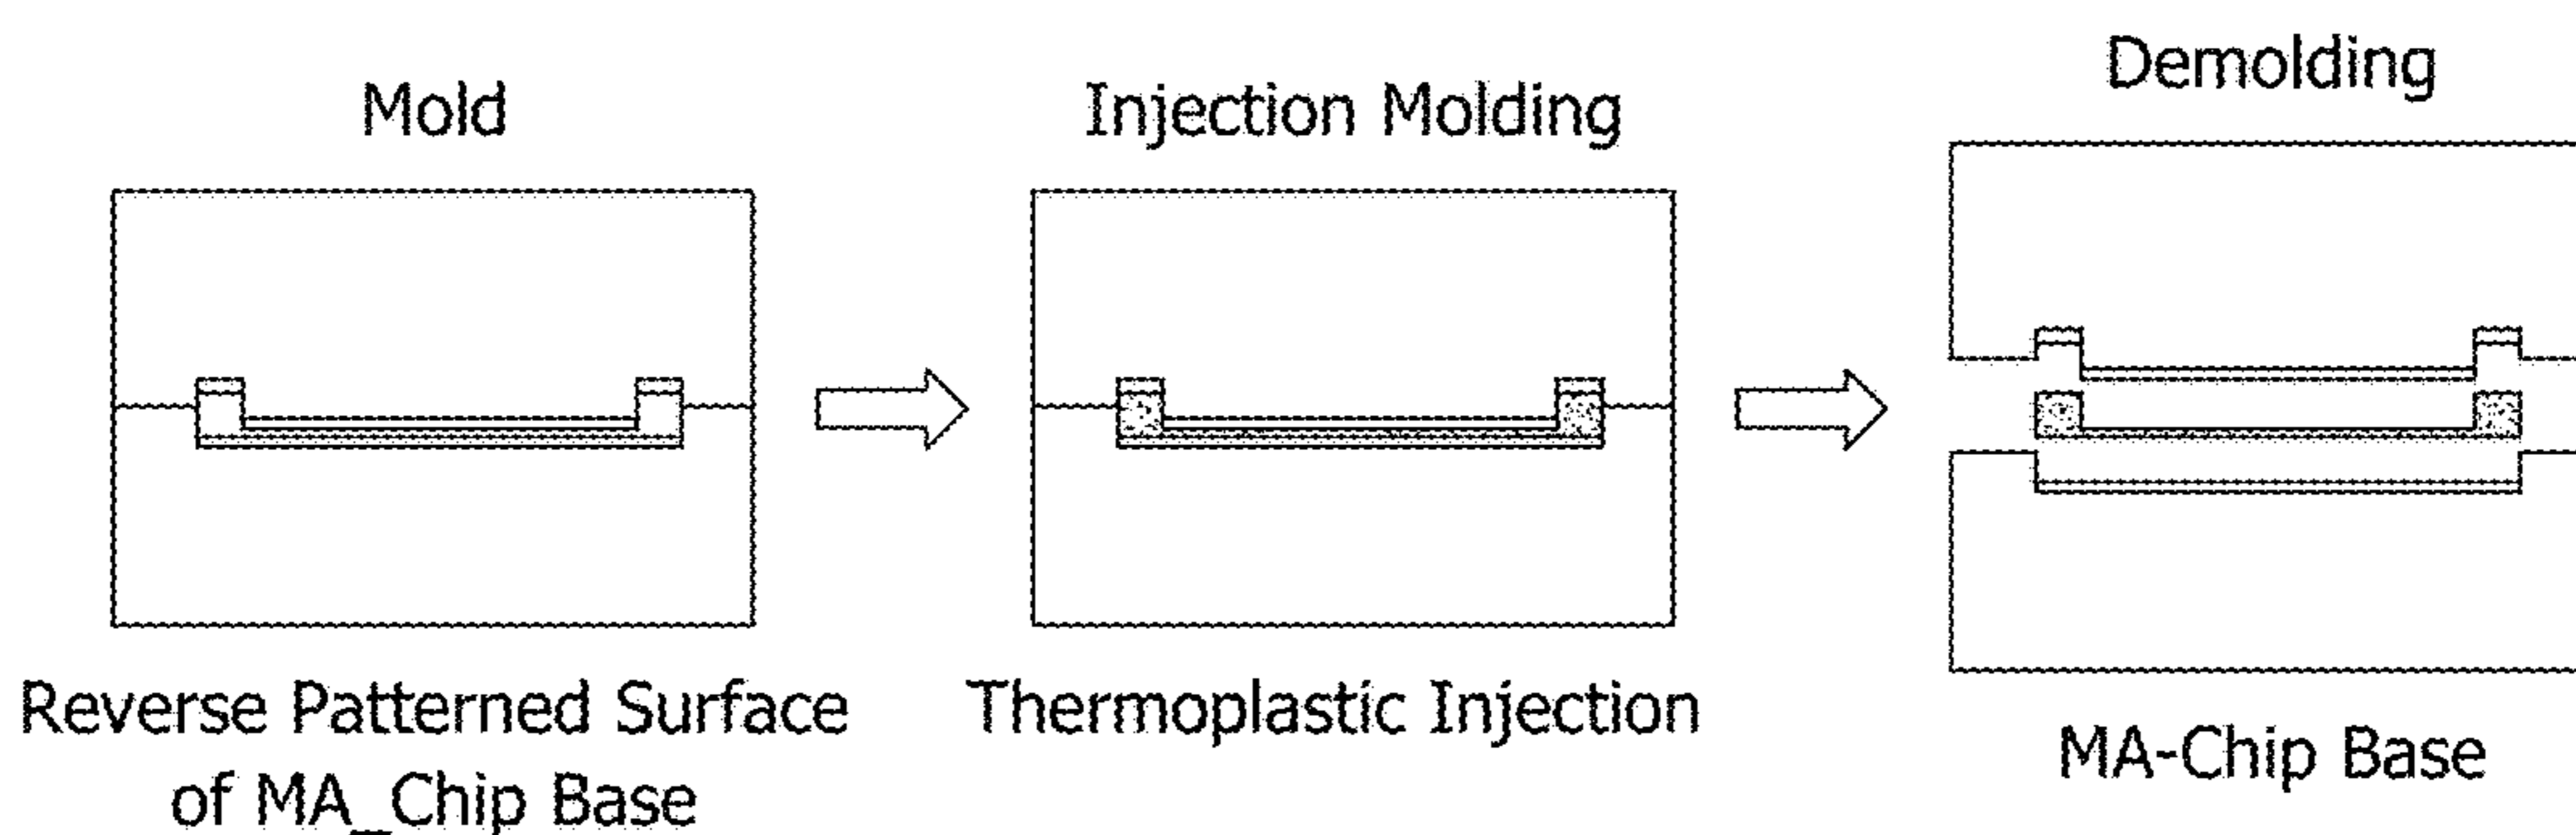 Mold
Reverse Patterned Surface
of MA_Chip Base
Injection Molding
Thermoplastic Injection
Demolding
MA-Chip Base